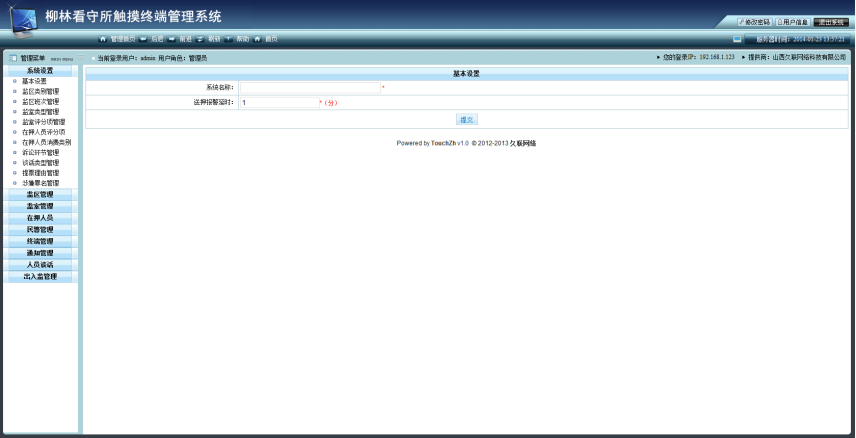 柳林看守所触摸终端管理系统
修改密码 用户信息 退出系统
管理首页 后退 前进 刷新 帮助 首页
服务器时间: 2014-01-23 13:37:21
管理菜单
当前登录用户: admin 用户角色: 管理员
您的登录IP: 192.168.1.123 提供商: 山西久联网络科技有限公司
系统设置
基本设置
监区类别管理
监区班次管理
监室类型管理
监室评分项管理
在押人员评分项
在押人员消费类别
诉讼环节管理
谈话类型管理
提票理由管理
涉嫌罪名管理
监区管理
监室管理
在押人员
民警管理
终端管理
通知管理
人员谈话
出入监管理
基本设置
系统名称:
*
送押报警延时: 1 * (分)
提交
Powered by TouchZh v1.0 © 2012-2013 久联网络